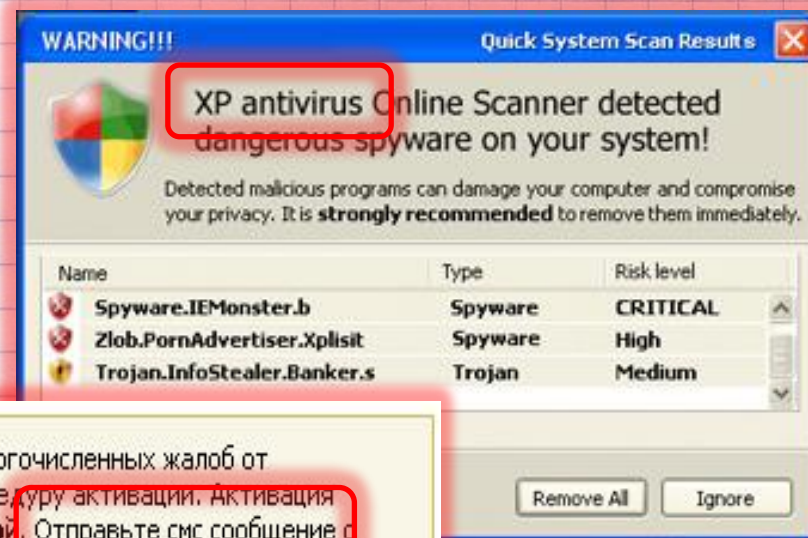 WARNING!!! Quick System Scan Results
XP antivirus Online Scanner detected
dangerous spyware on your system!
Detected malicious programs can damage your computer and compromise
your privacy. It is strongly recommended to remove them immediately.
Name Type Risk level
Spyware.IEMonster.b Spyware CRITICAL
Zlob.PornAdvertiser.Xplisit Spyware High
Trojan.InfoStealer.Banker.s Trojan Medium
Remove All Ignore
жалоб от
активации. Активация
Отправьте смс сообщение